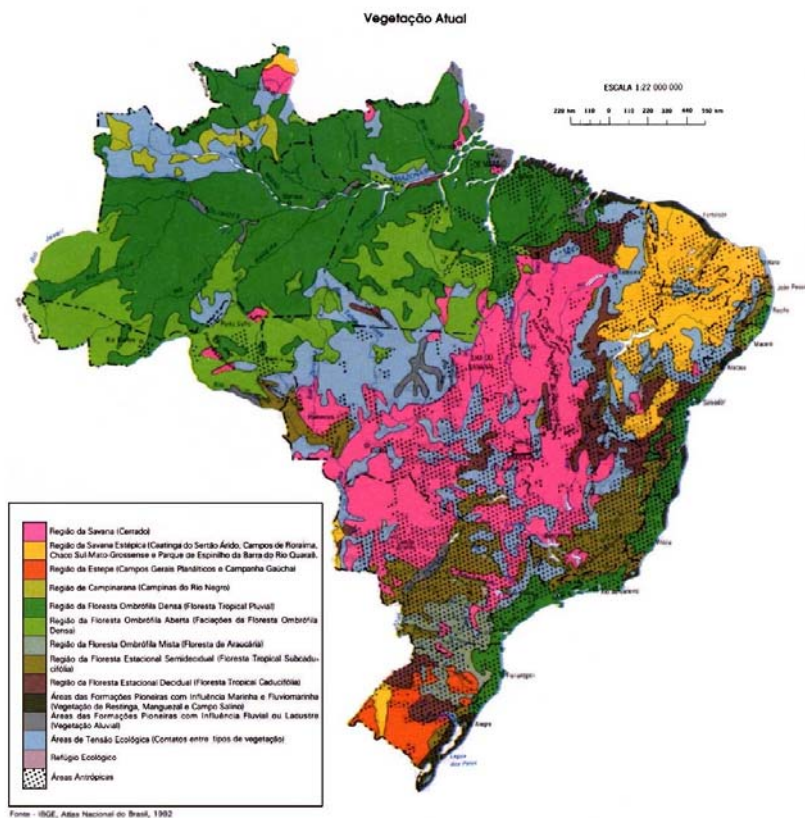 Vegetação Atual
ESCALA 1:22 000 000
220 km 110 0 110 220 330 440 550 km
Fortaleza
João Pessoa
Recife
Maceió
Salvador
Vitória
Rio de Janeiro
Florianópolis
Porto Velho
Rio Branco
Lagoa dos Patos
Região da Savana (Cerrado)
Região da Savana Estépica (Caatinga do Sertão Árido, Campos de Roraima,
Chaco Sul-Mato-Grossense e Parque de Espinilho da Barra do Rio Quaraí).
Região da Estepe (Campos Gerais Planálticos e Campanha Gaúcha)
Região de Campinarana (Campinas do Rio Negro)
Região da Floresta Ombrófila Densa (Floresta Tropical Pluvial)
Região da Floresta Ombrófila Aberta (Faciações da Floresta Ombrófila
Densa)
Região da Floresta Ombrófila Mista (Floresta de Araucária)
Região da Floresta Estacional Semidecidual (Floresta Tropical Subcadu-
cifólia)
Região da Floresta Estacional Decidual (Floresta Tropical Caducifólia)
Áreas das Formações Pioneiras com Influência Marinha e Fluviomarinha
(Vegetação de Restinga, Manguezal e Campo Salino)
Áreas das Formações Pioneiras com Influência Fluvial ou Lacustre
(Vegetação Aluvial)
Áreas de Tensão Ecológica (Contatos entre tipos de vegetação)
Refúgio Ecológico
Áreas Antrópicas
Fonte - IBGE, Atlas Nacional do Brasil, 1992